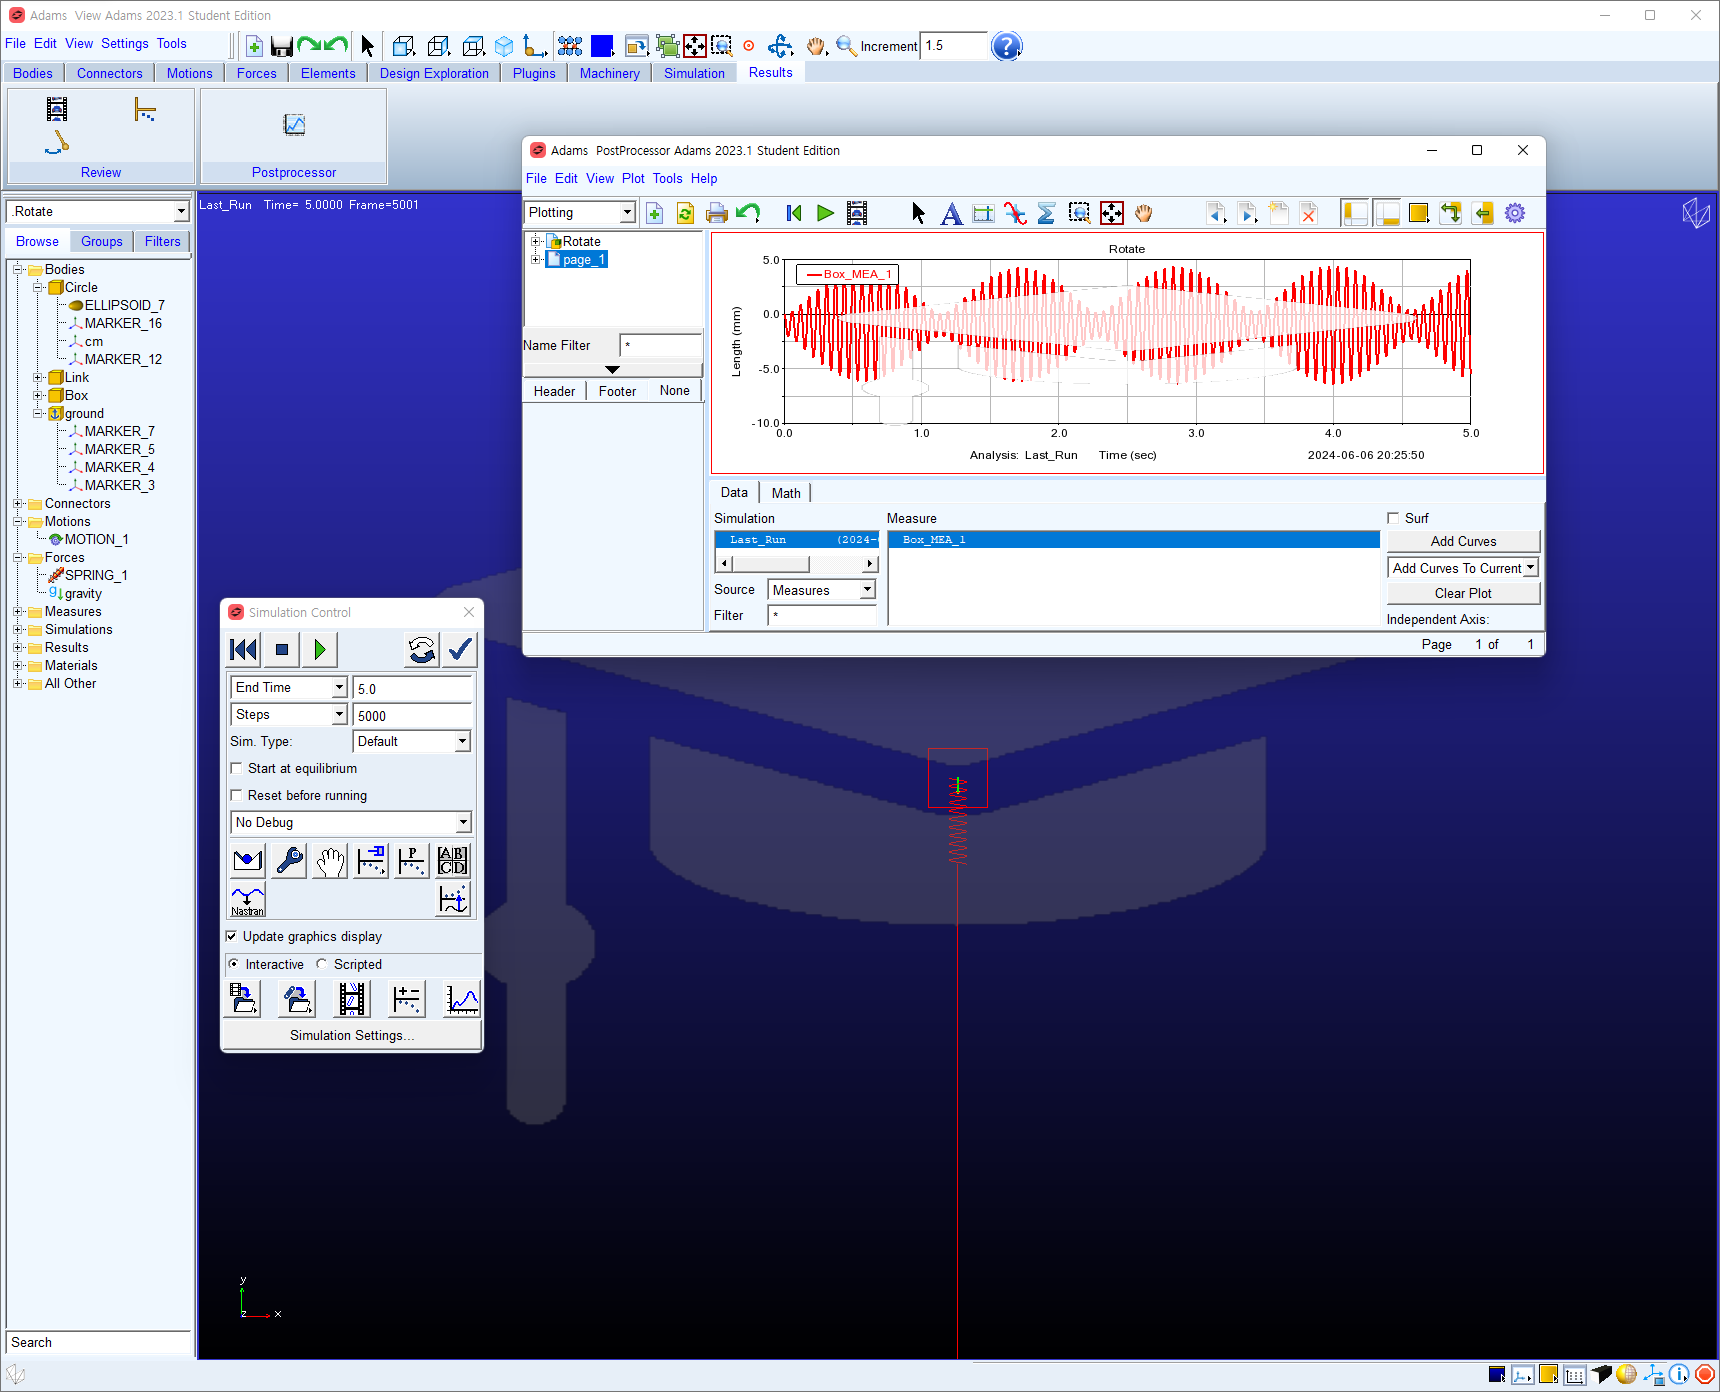 Adams View Adams 2023.1 Student Edition
File Edit View Settings Tools
Increment 1.5
Bodies Connectors Motions Forces Elements Design Exploration Plugins Machinery Simulation Results
Review
Postprocessor
.Rotate
Browse Groups Filters
Bodies
Circle
ELLIPSOID_7
MARKER_16
cm
MARKER_12
Link
Box
ground
MARKER_7
MARKER_5
MARKER_4
MARKER_3
Connectors
Motions
MOTION_1
Forces
SPRING_1
gravity
Measures
Simulations
Results
Materials
All Other
Search
Last_Run Time= 5.0000 Frame=5001
Adams PostProcessor Adams 2023.1 Student Edition
File Edit View Plot Tools Help
Plotting
Rotate
page_1
Name Filter *
Header Footer None
Rotate
Box_MEA_1
Length (mm)
5.0
0.0
-5.0
-10.0
0.0 1.0 2.0 3.0 4.0 5.0
Analysis: Last_Run Time (sec) 2024-06-06 20:25:50
Data Math
Simulation
Last_Run (2024-
Source Measures
Filter *
Measure
Box_MEA_1
Surf
Add Curves
Add Curves To Current
Clear Plot
Independent Axis:
Page 1 of 1
Simulation Control
End Time 5.0
Steps 5000
Sim. Type: Default
Start at equilibrium
Reset before running
No Debug
P
A B
C D
Nastran
Update graphics display
Interactive Scripted
Simulation Settings...
y
z x